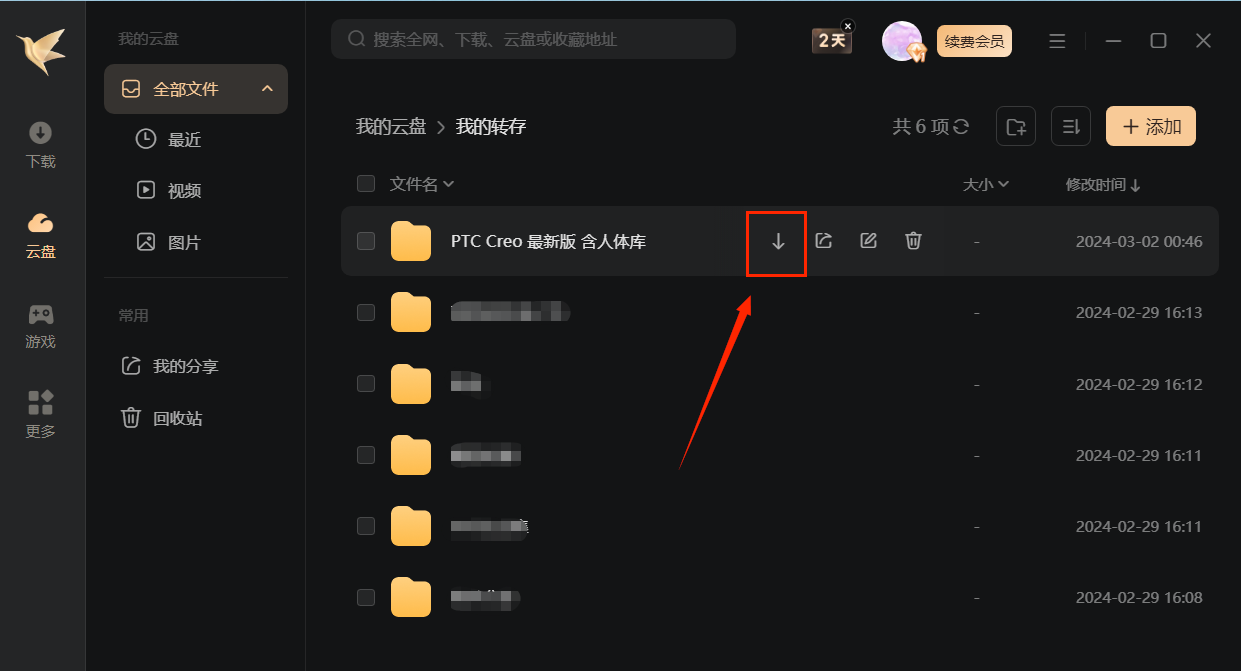 我的云盘
搜索全网、下载、云盘或收藏地址
2天
续费会员
全部文件
最近
视频
图片
常用
我的分享
回收站
下载
云盘
游戏
更多
我的云盘 > 我的转存
共 6 项
添加
文件名
大小
修改时间
PTC Creo 最新版 含人体库
-
2024-03-02 00:46
-
2024-02-29 16:13
-
2024-02-29 16:12
-
2024-02-29 16:11
-
2024-02-29 16:11
-
2024-02-29 16:08